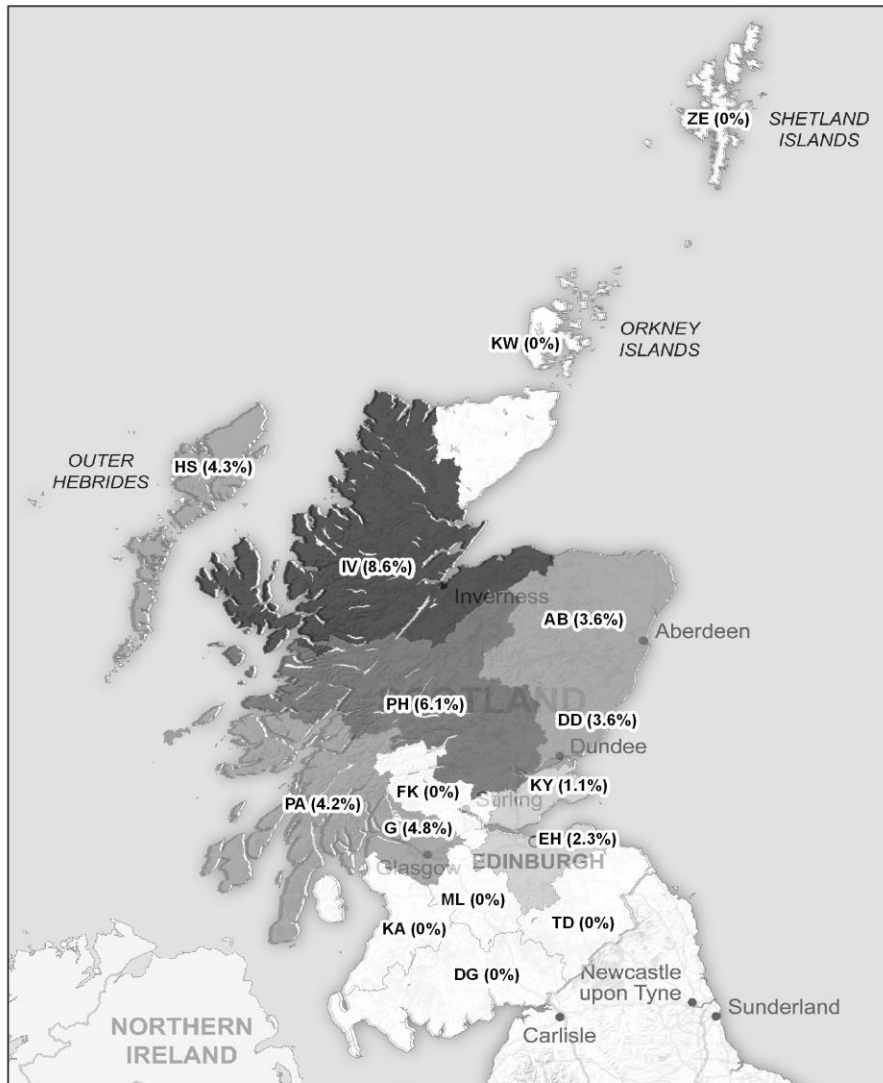 ZE (0%)
SHETLAND
ISLANDS
KW (0%)
ORKNEY
ISLANDS
OUTER
HEBRIDES
HS (4.3%)
IV (8.6%)
Inverness
AB (3.6%)
Aberdeen
SCOTLAND
PH (6.1%)
DD (3.6%)
Dundee
KY (1.1%)
FK (0%)
Stirling
PA (4.2%)
G (4.8%)
Glasgow
EH (2.3%)
EDINBURGH
ML (0%)
KA (0%)
TD (0%)
DG (0%)
Newcastle
upon Tyne
Sunderland
Carlisle
NORTHERN
IRELAND